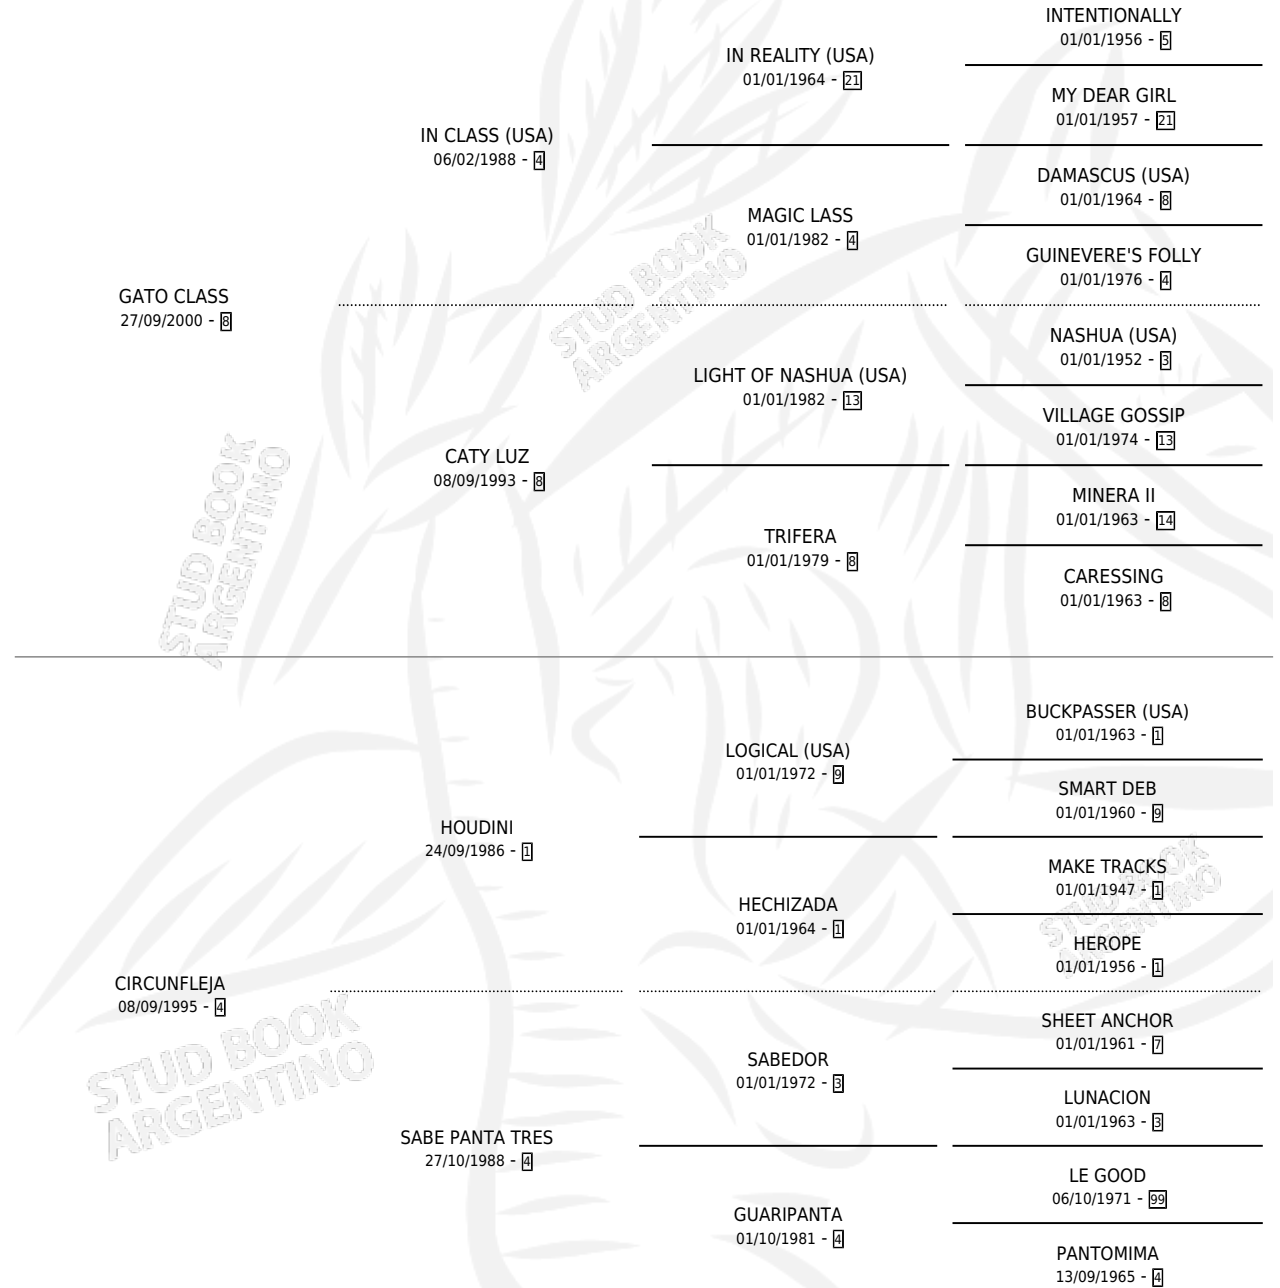 INTENTIONALLY
01/01/1956 - 5
IN REALITY (USA)
01/01/1964 - 21
MY DEAR GIRL
01/01/1957 - 21
IN CLASS (USA)
06/02/1988 - 4
DAMASCUS (USA)
01/01/1964 - 8
MAGIC LASS
01/01/1982 - 4
GUINEVERE'S FOLLY
01/01/1976 - 4
GATO CLASS
27/09/2000 - 8
NASHUA (USA)
01/01/1952 - 3
LIGHT OF NASHUA (USA)
01/01/1982 - 13
VILLAGE GOSSIP
01/01/1974 - 13
CATY LUZ
08/09/1993 - 8
MINERA II
01/01/1963 - 14
TRIFERA
01/01/1979 - 8
CARESSING
01/01/1963 - 8
BUCKPASSER (USA)
01/01/1963 - 1
LOGICAL (USA)
01/01/1972 - 9
SMART DEB
01/01/1960 - 9
HOUDINI
24/09/1986 - 1
MAKE TRACKS
01/01/1947 - 1
HECHIZADA
01/01/1964 - 1
HEROPE
01/01/1956 - 1
CIRCUNFLEJA
08/09/1995 - 4
SHEET ANCHOR
01/01/1961 - 7
SABEDOR
01/01/1972 - 3
LUNACION
01/01/1963 - 3
SABE PANTA TRES
27/10/1988 - 4
LE GOOD
06/10/1971 - 99
GUARIPANTA
01/10/1981 - 4
PANTOMIMA
13/09/1965 - 4
STUD BOOK
ARGENTINO
STUD BOOK
ARGENTINO
STUD BOOK
ARGENTINO
STUD BOOK
ARGENTINO